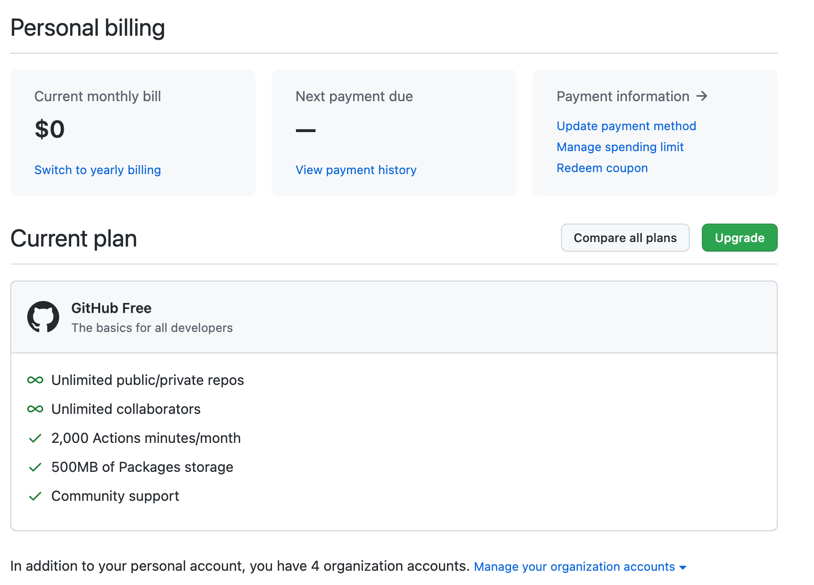 Personal billing
Current monthly bill
$0
Switch to yearly billing
Next payment due
—
View payment history
Payment information →
Update payment method
Manage spending limit
Redeem coupon
Current plan
Compare all plans
Upgrade
GitHub Free
The basics for all developers
∞ Unlimited public/private repos
∞ Unlimited collaborators
✓ 2,000 Actions minutes/month
✓ 500MB of Packages storage
✓ Community support
In addition to your personal account, you have 4 organization accounts. Manage your organization accounts ▾